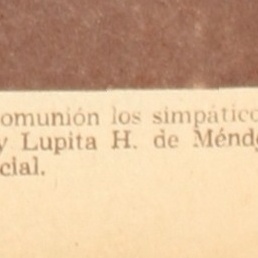 omunión los simpático
y Lupita H. de Ménd
cial.